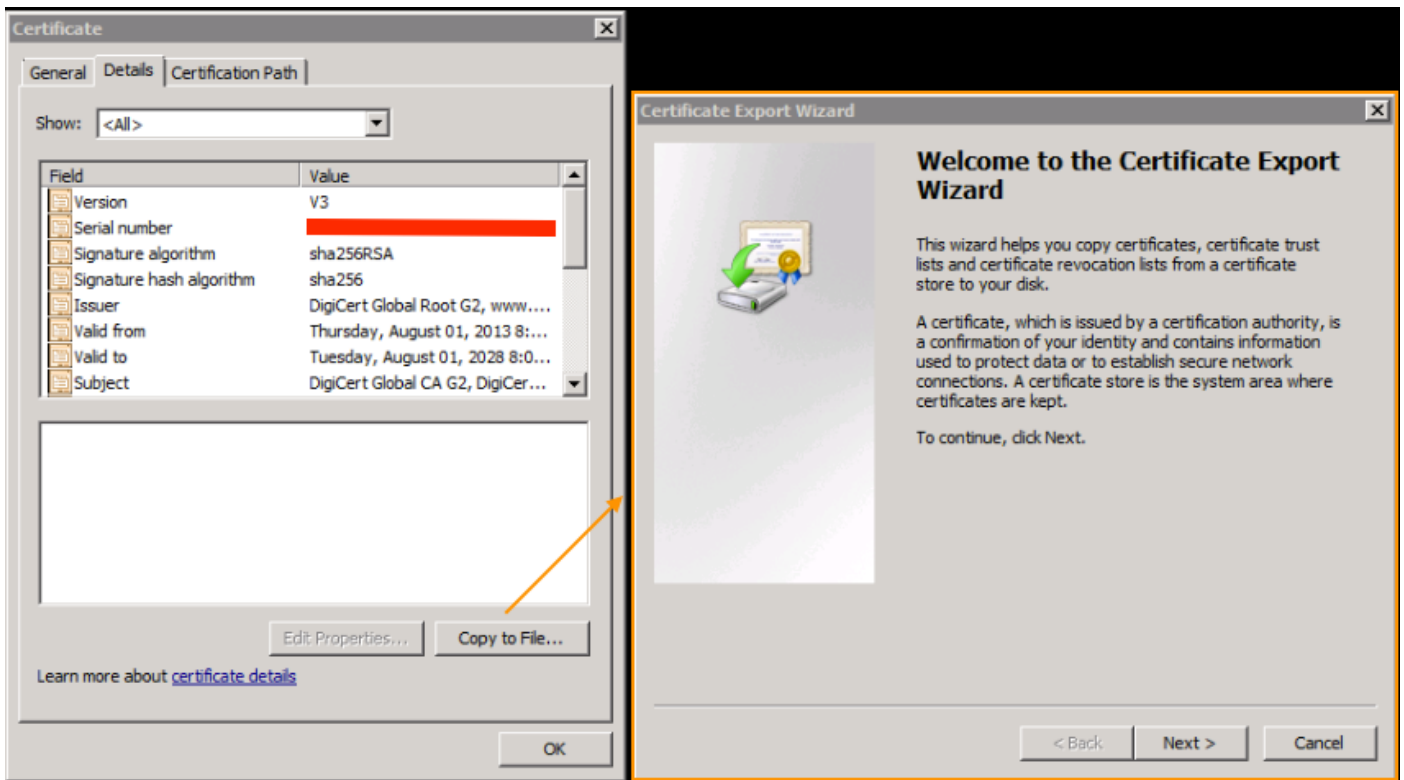 Certificate
General Details Certification Path
Show: <All>
Field Value
Version V3
Serial number
Signature algorithm sha256RSA
Signature hash algorithm sha256
Issuer DigiCert Global Root G2, www....
Valid from Thursday, August 01, 2013 8:...
Valid to Tuesday, August 01, 2028 8:0...
Subject DigiCert Global CA G2, DigiCer...
Edit Properties... Copy to File...
Learn more about certificate details
OK
Certificate Export Wizard
Welcome to the Certificate Export
Wizard
This wizard helps you copy certificates, certificate trust
lists and certificate revocation lists from a certificate
store to your disk.
A certificate, which is issued by a certification authority, is
a confirmation of your identity and contains information
used to protect data or to establish secure network
connections. A certificate store is the system area where
certificates are kept.
To continue, click Next.
< Back Next > Cancel